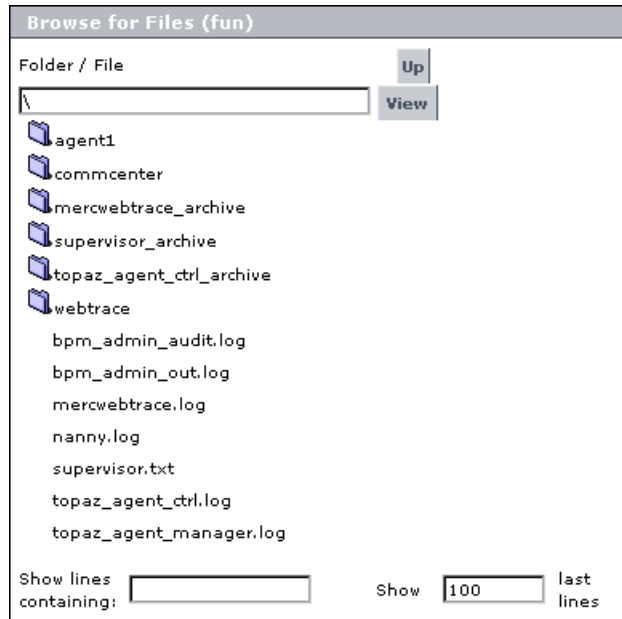 Browse for Files (fun)
Folder / File
Up
\
View
agent1
commcenter
mercwebtrace_archive
supervisor_archive
topaz_agent_ctrl_archive
webtrace
bpm_admin_audit.log
bpm_admin_out.log
mercwebtrace.log
nanny.log
supervisor.txt
topaz_agent_ctrl.log
topaz_agent_manager.log
Show lines
containing:
Show 100 last
lines